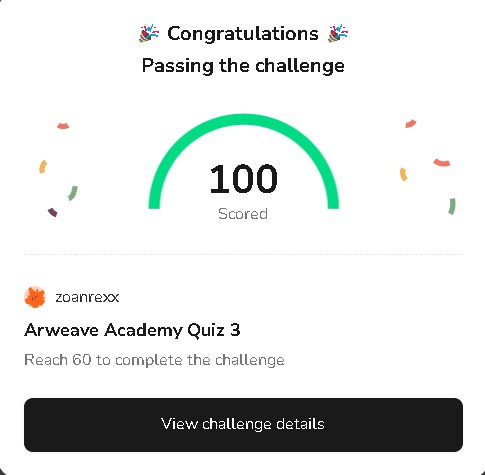 🎉 Congratulations 🎉
Passing the challenge
100
Scored
zoanrexx
Arweave Academy Quiz 3
Reach 60 to complete the challenge
View challenge details